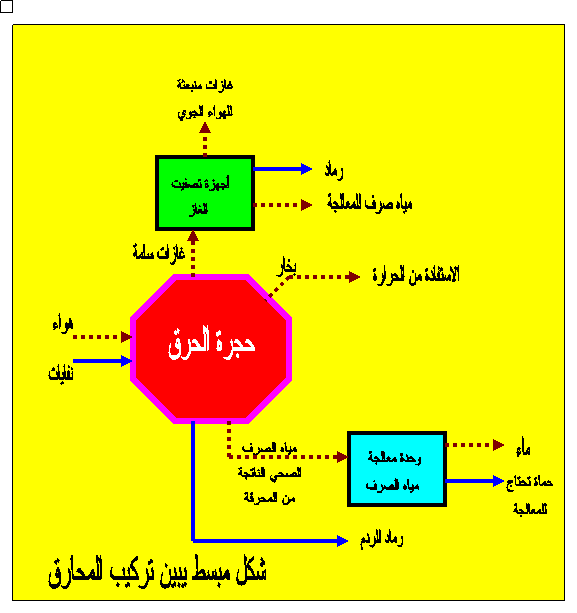 غازات منبعثة
للهواء الجوي
أجهزة تصفيت
الغاز
رماد
مياه صرف للمعالجة
غازات سامة
بخار
الاستفادة من الحرارة
هواء
حجرة الحرق
نفايات
مياه الصرف
الصحي الناتجة
من المحرقة
وحدة معالجة
مياه الصرف
ماء
حماة تحتاج
للمعالجة
رماد للردم
شكل مبسط يبين تركيب المحارق